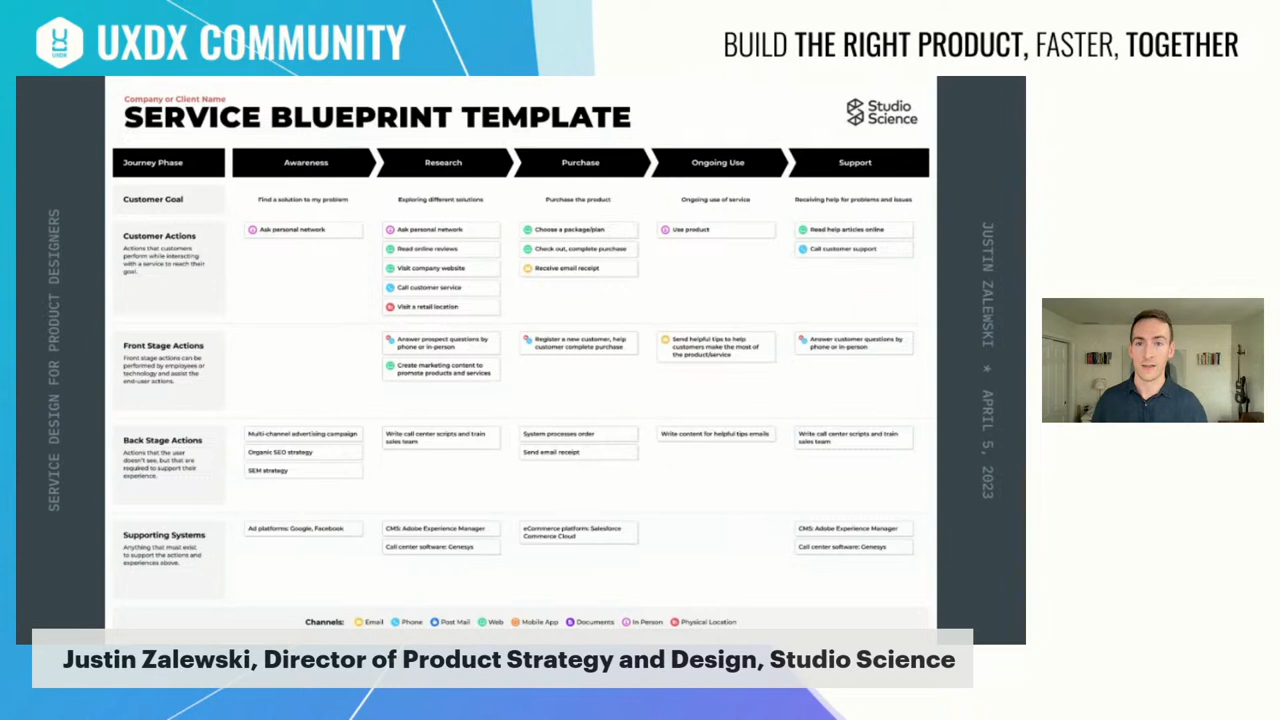 UXDX COMMUNITY
UXDX
BUILD THE RIGHT PRODUCT, FASTER, TOGETHER
SERVICE DESIGN FOR PRODUCT DESIGNERS
Company or Client Name
SERVICE BLUEPRINT TEMPLATE
Studio
Science
Journey Phase
Awareness
Research
Purchase
Ongoing Use
Support
Customer Goal
Find a solution to my problem
Exploring different solutions
Purchase the product
Ongoing use of service
Receiving help for problems and issues
Customer Actions
Actions that customers
perform while interacting
with a service to reach their
goal.
Ask personal network
Ask personal network
Read online reviews
Visit company website
Call customer service
Visit a retail location
Choose a package/plan
Check out, complete purchase
Receive email receipt
Use product
Read help articles online
Call customer support
Front Stage Actions
Front stage actions can be
performed by employees or
technology and assist the
end-user actions.
Answer prospect questions by
phone or in-person
Create marketing content to
promote products and services
Register a new customer, help
customer complete purchase
Send helpful tips to help
customers make the most of
the product/service
Answer customer questions by
phone or in-person
Back Stage Actions
Actions that the user
doesn't see, but that are
required to support their
experience.
Multi-channel advertising campaign
Organic SEO strategy
SEM strategy
Write call center scripts and train
sales team
System processes order
Send email receipt
Write content for helpful tips emails
Write call center scripts and train
sales team
Supporting Systems
Anything that must exist
to support the actions and
experiences above.
Ad platforms: Google, Facebook
CMS: Adobe Experience Manager
Call center software: Genesys
eCommerce platform: Salesforce
Commerce Cloud
CMS: Adobe Experience Manager
Call center software: Genesys
Channels: Email Phone Post Mail Web Mobile App Documents In Person Physical Location
JUSTIN ZALEWSKI * APRIL 5, 2023
Justin Zalewski, Director of Product Strategy and Design, Studio Science